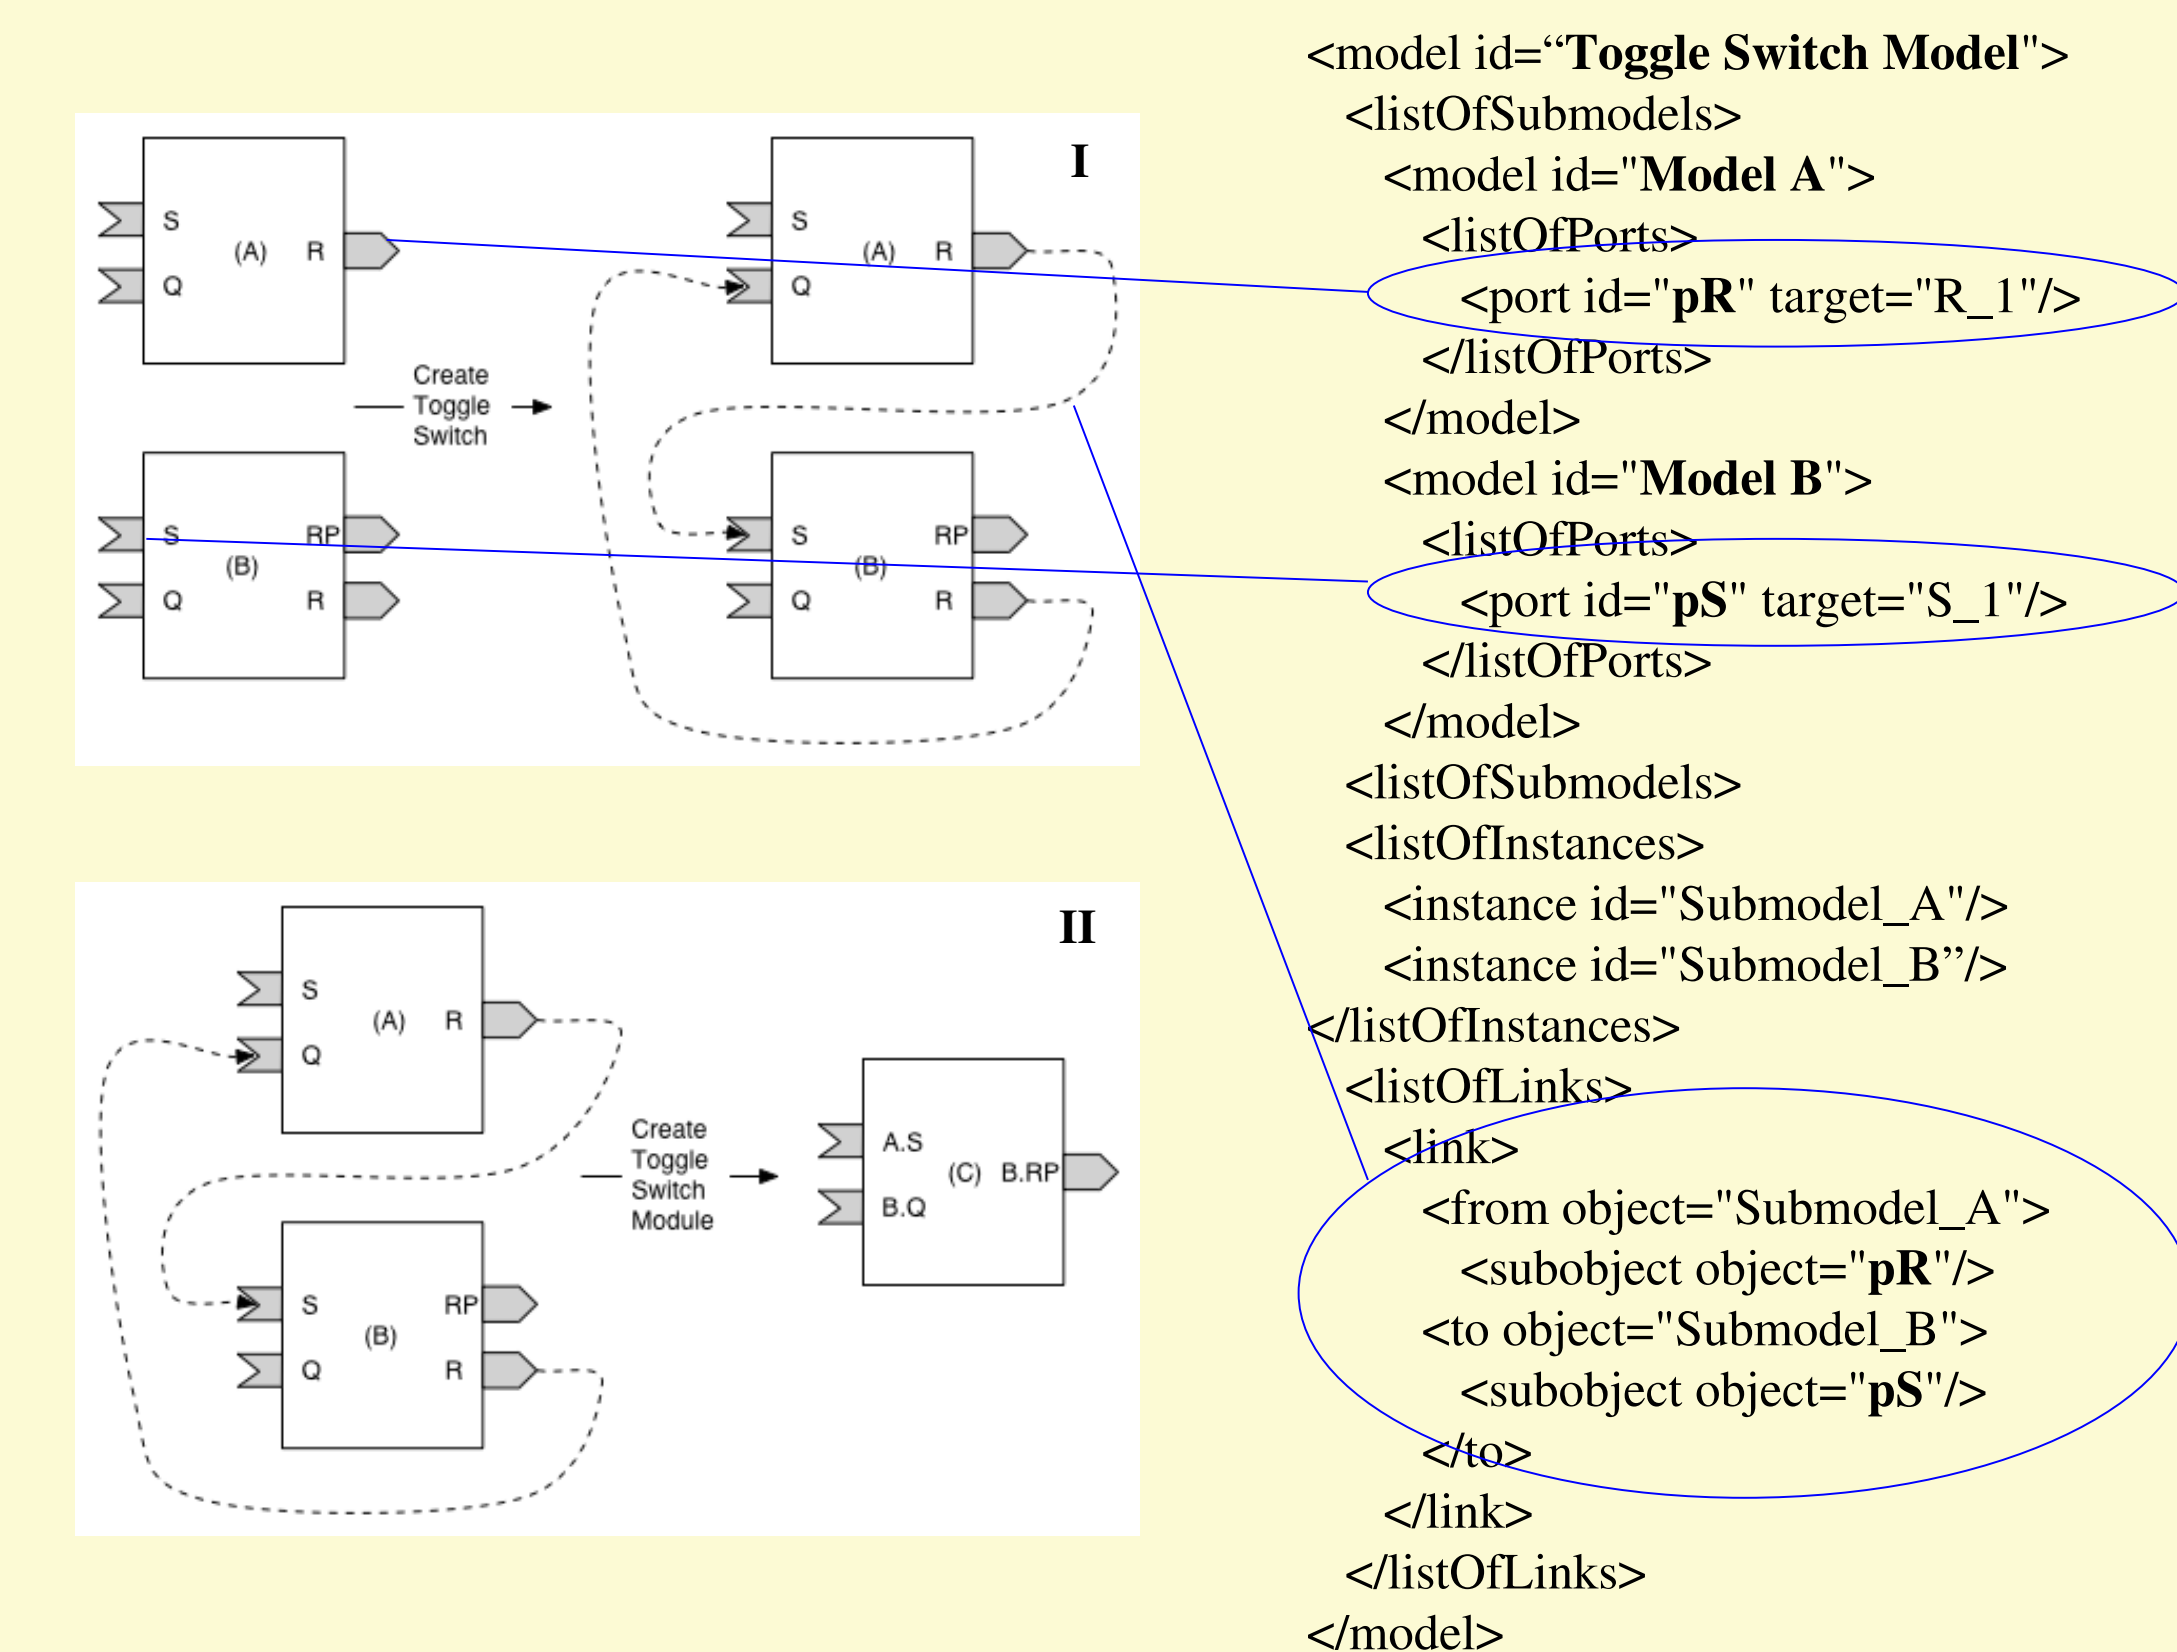 I
S
(A)
R
Q
S
(A)
R
Q
Create
Toggle
Switch
S
RP
(B)
Q
R
S
RP
(B)
Q
R
II
S
(A)
R
Q
Create
Toggle
Switch
Module
S
RP
(B)
Q
R
A.S
(C)
B.RP
B.Q
<model id=“Toggle Switch Model">
<listOfSubmodels>
<model id="Model A">
<listOfPorts>
<port id="pR" target="R_1"/>
</listOfPorts>
</model>
<model id="Model B">
<listOfPorts>
<port id="pS" target="S_1"/>
</listOfPorts>
</model>
<listOfSubmodels>
<listOfInstances>
<instance id="Submodel_A"/>
<instance id="Submodel_B”/>
</listOfInstances>
<listOfLinks>
<link>
<from object="Submodel_A">
<subobject object="pR"/>
<to object="Submodel_B">
<subobject object="pS"/>
</to>
</link>
</listOfLinks>
</model>